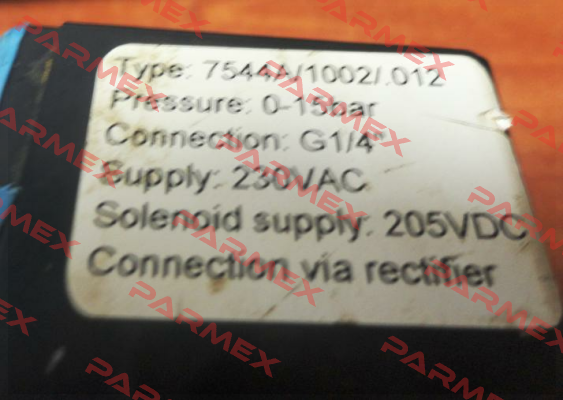 Type: 7544A/1002/.012
Pressure: 0-15bar
Connection: G1/4"
Supply: 230VAC
Solenoid supply: 205VDC
Connection via rectifier
PARMEX